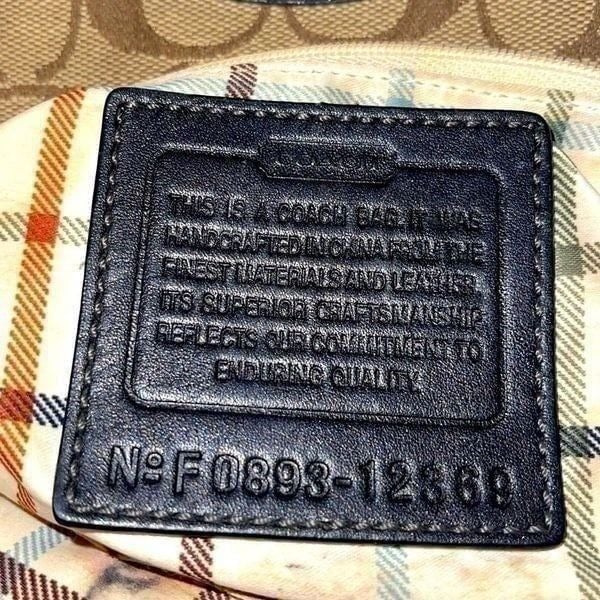 COACH
THIS IS A COACH BAG. IT WAS
HANDCRAFTED IN CHINA FROM THE
FINEST MATERIALS AND LEATHER.
ITS SUPERIOR CRAFTSMANSHIP
REFLECTS OUR COMMITMENT TO
ENDURING QUALITY.
Nº F0893-12369